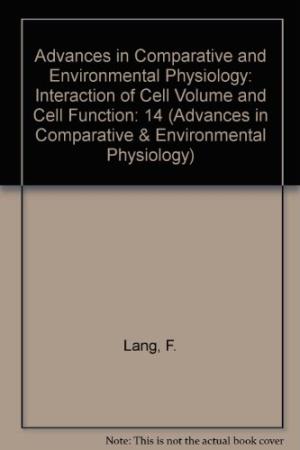 Advances in Comparative and
Environmental Physiology:
Interaction of Cell Volume and
Cell Function: 14 (Advances in
Comparative & Environmental
Physiology)
Lang, F.
Note: This is not the actual book cover